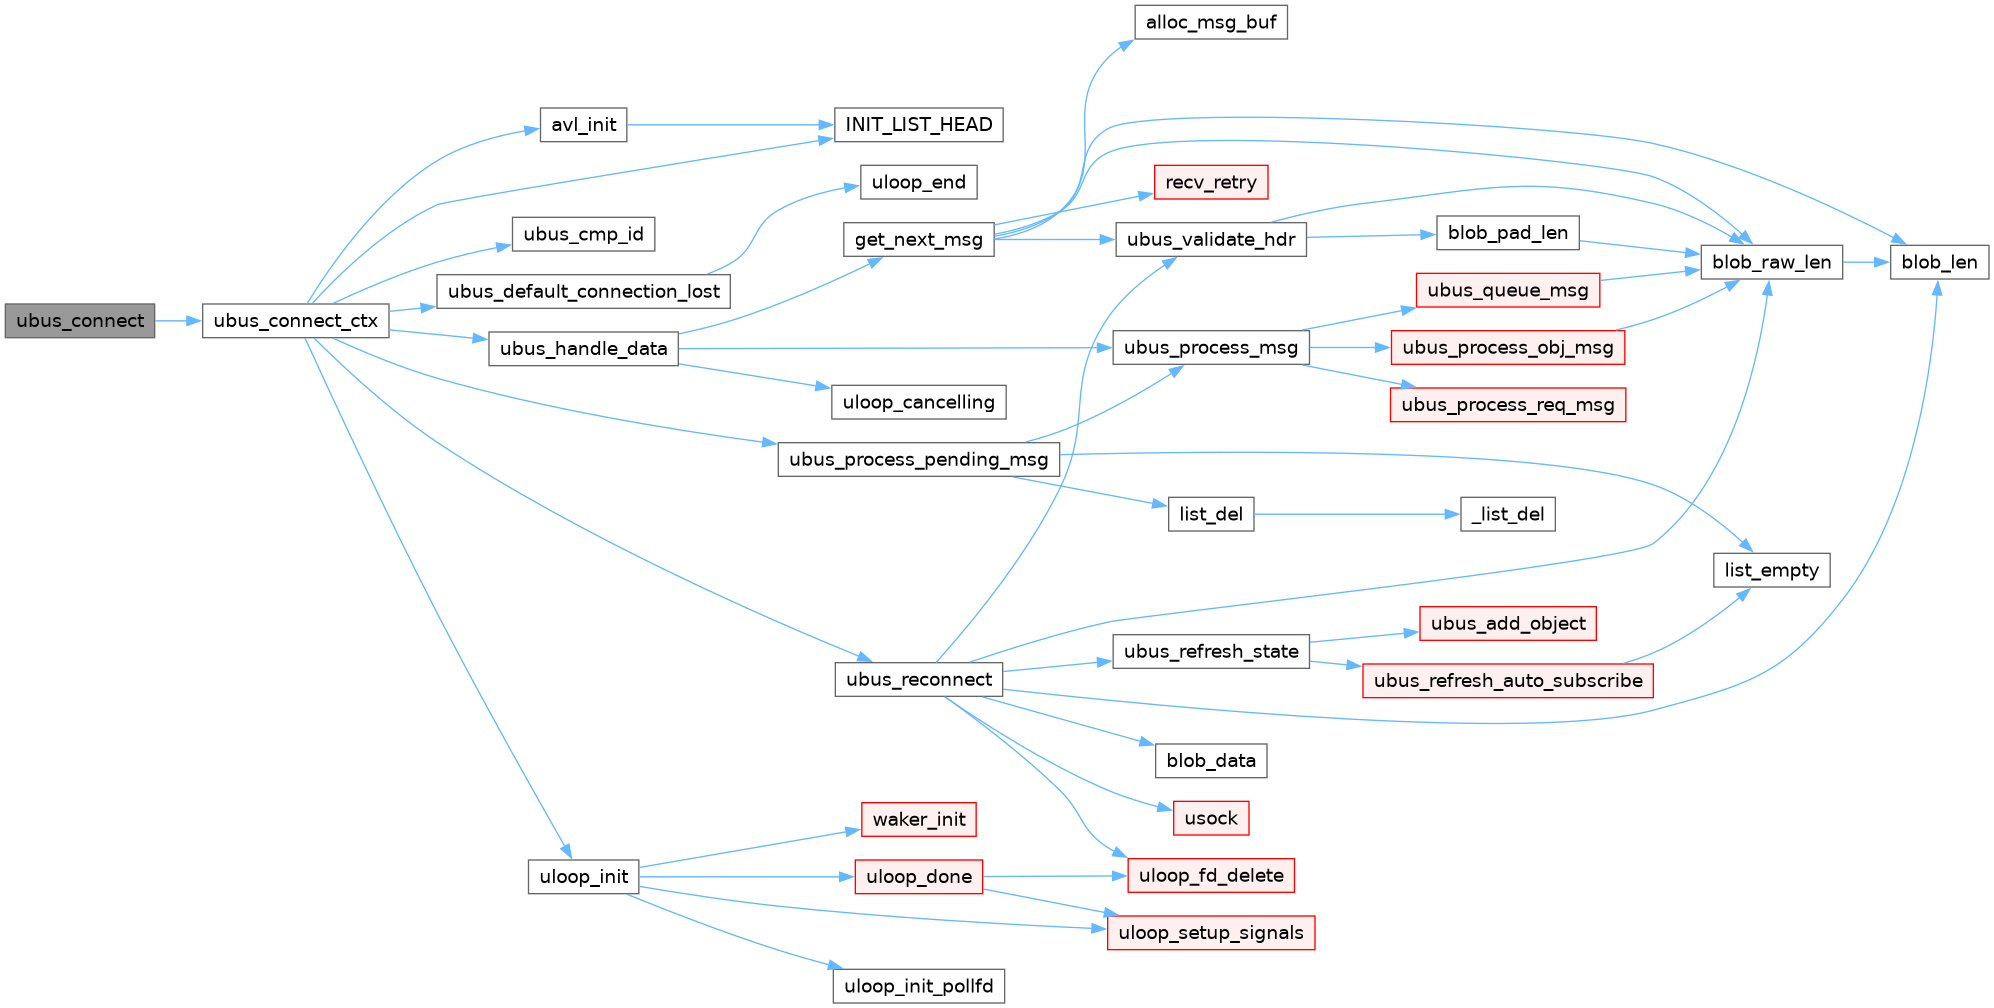 alloc_msg_buf
avl_init
INIT_LIST_HEAD
uloop_end
recv_retry
ubus_cmp_id
get_next_msg
ubus_validate_hdr
blob_pad_len
blob_raw_len
blob_len
ubus_default_connection_lost
ubus_queue_msg
ubus_connect
ubus_connect_ctx
ubus_handle_data
ubus_process_msg
ubus_process_obj_msg
uloop_cancelling
ubus_process_req_msg
ubus_process_pending_msg
list_del
_list_del
list_empty
ubus_add_object
ubus_refresh_state
ubus_reconnect
ubus_refresh_auto_subscribe
blob_data
waker_init
usock
uloop_init
uloop_done
uloop_fd_delete
uloop_setup_signals
uloop_init_pollfd